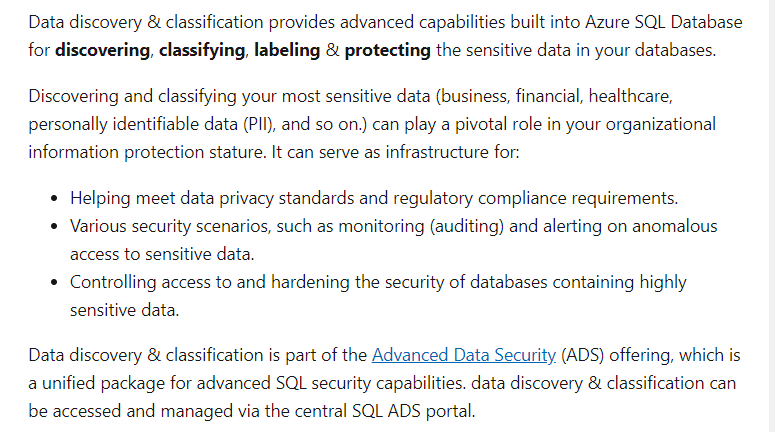 Data discovery & classification provides advanced capabilities built into Azure SQL Database
for discovering, classifying, labeling & protecting the sensitive data in your databases.
Discovering and classifying your most sensitive data (business, financial, healthcare,
personally identifiable data (PII), and so on.) can play a pivotal role in your organizational
information protection stature. It can serve as infrastructure for:
• Helping meet data privacy standards and regulatory compliance requirements.
• Various security scenarios, such as monitoring (auditing) and alerting on anomalous
access to sensitive data.
• Controlling access to and hardening the security of databases containing highly
sensitive data.
Data discovery & classification is part of the Advanced Data Security (ADS) offering, which is
a unified package for advanced SQL security capabilities. data discovery & classification can
be accessed and managed via the central SQL ADS portal.